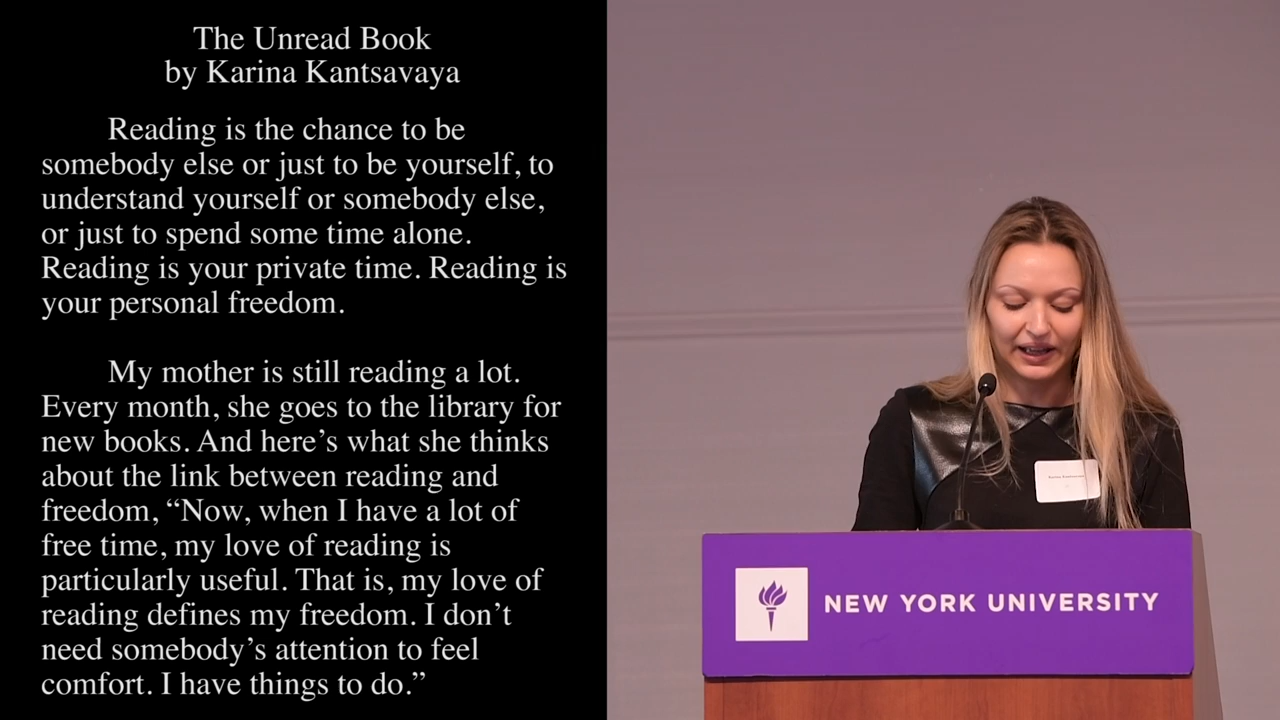 The Unread Book
by Karina Kantsavaya
Reading is the chance to be
somebody else or just to be yourself, to
understand yourself or somebody else,
or just to spend some time alone.
Reading is your private time. Reading is
your personal freedom.
My mother is still reading a lot.
Every month, she goes to the library for
new books. And here’s what she thinks
about the link between reading and
freedom, “Now, when I have a lot of
free time, my love of reading is
particularly useful. That is, my love of
reading defines my freedom. I don’t
need somebody’s attention to feel
comfort. I have things to do.”
NEW YORK UNIVERSITY